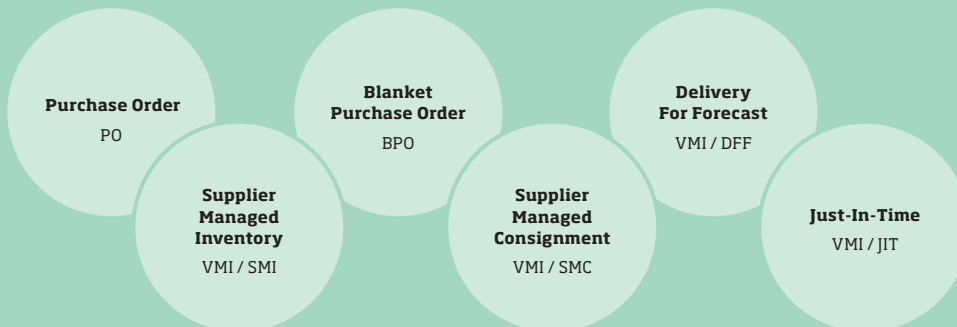 Purchase Order
PO
Supplier
Managed
Inventory
VMI / SMI
Blanket
Purchase Order
BPO
Supplier
Managed
Consignment
VMI / SMC
Delivery
For Forecast
VMI / DFF
Just-In-Time
VMI / JIT